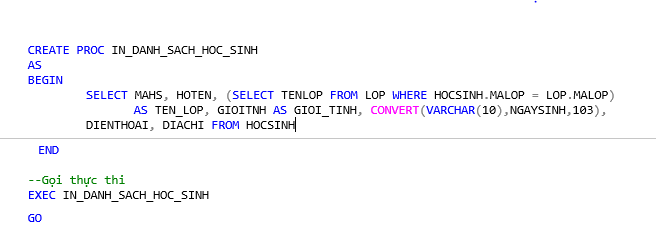 CREATE PROC IN_DANH_SACH_HOC_SINH
AS
BEGIN
SELECT MAHS, HOTEN, (SELECT TENLOP FROM LOP WHERE HOCSINH.MALOP = LOP.MALOP)
AS TEN_LOP, GIOITNH AS GIOI_TINH, CONVERT(VARCHAR(10),NGAYSINH,103),
DIENTHOAI, DIACHI FROM HOCSINH
END
--Gọi thực thi
EXEC IN_DANH_SACH_HOC_SINH
GO